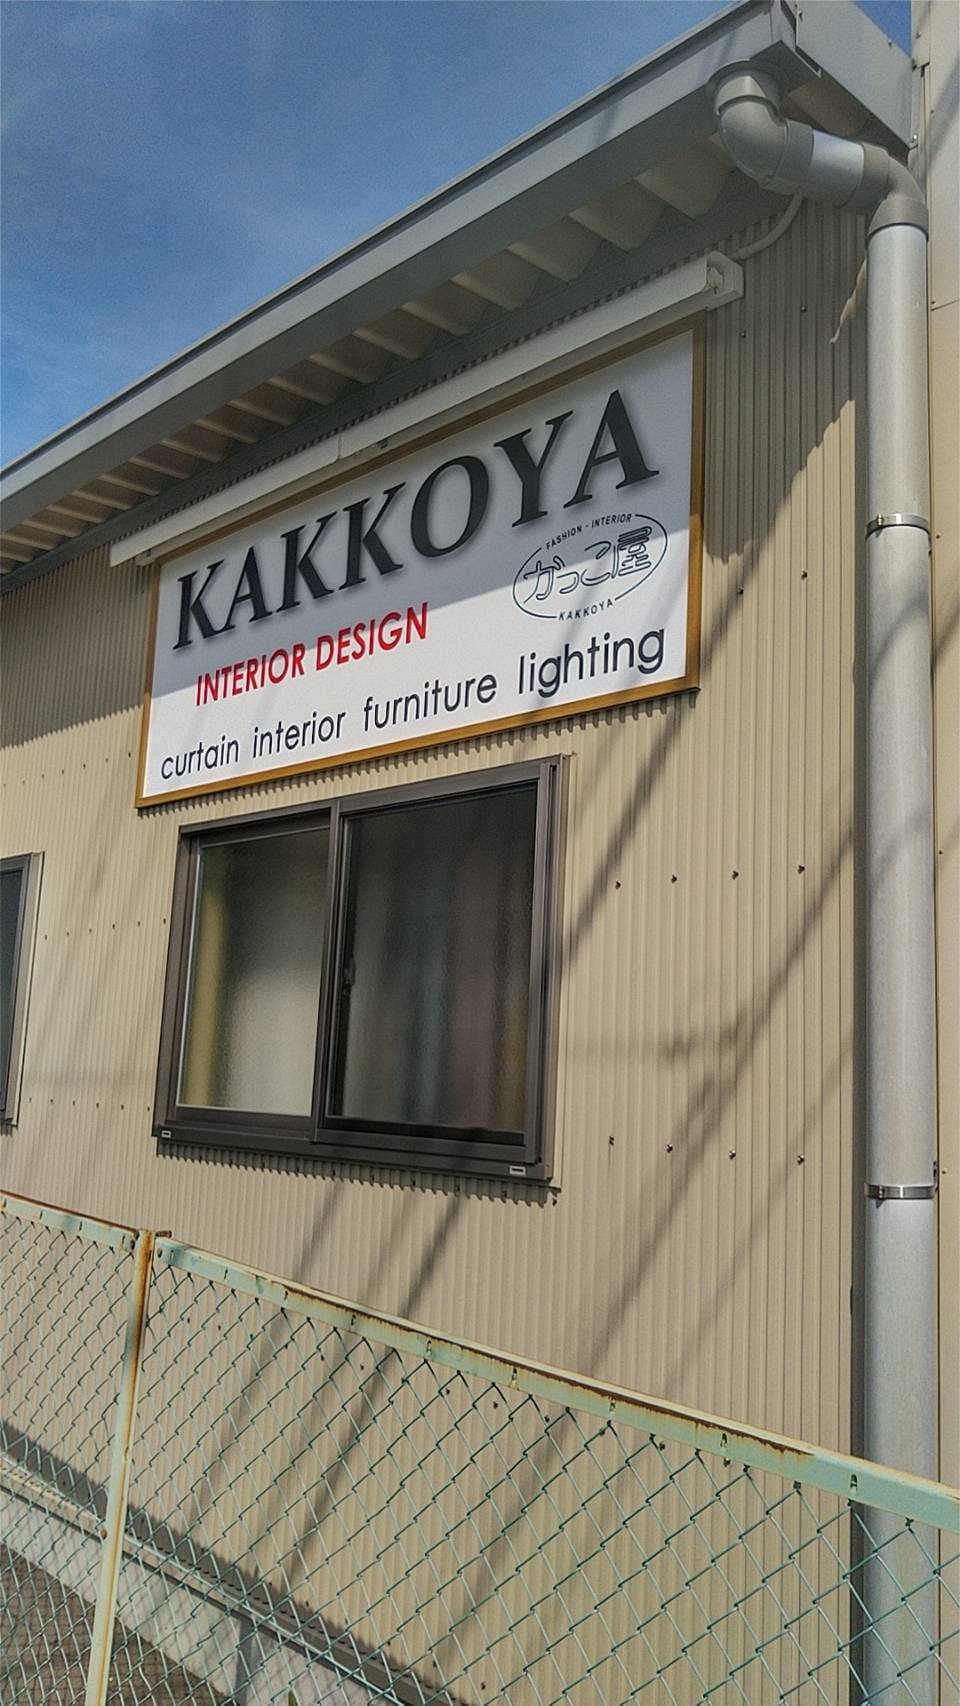 KAKKOYA
FASHION · INTERIOR
かっこ屋
KAKKOYA
INTERIOR DESIGN
curtain interior furniture lighting